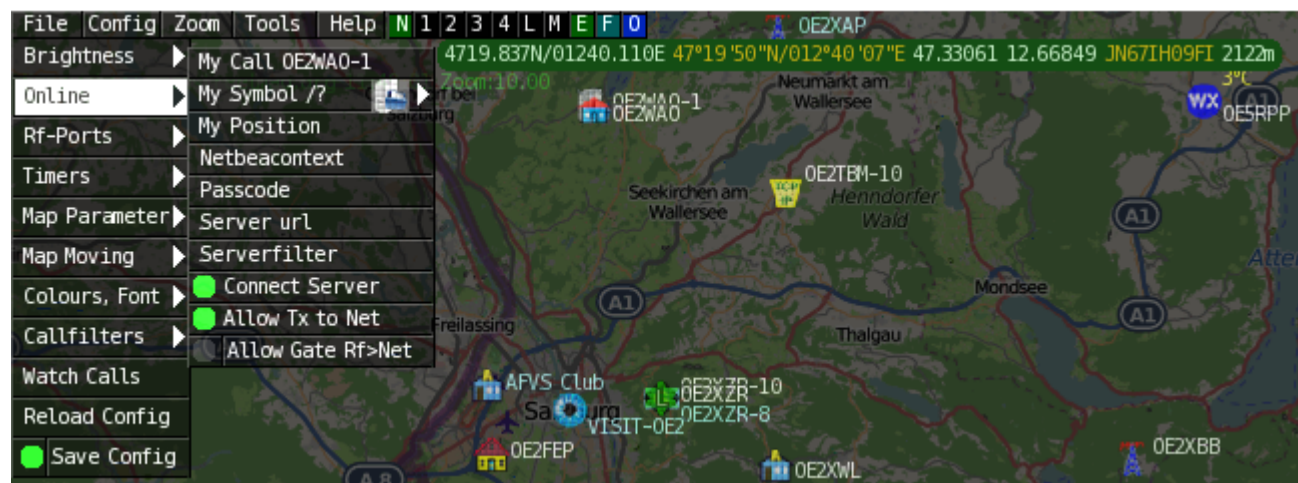 File Config Zoom Tools Help N 1 2 3 4 L M E F O
Brightness
Online
Rf-Ports
Timers
Map Parameter
Map Moving
Colours, Font
Callfilters
Watch Calls
Reload Config
Save Config
My Call OE2WAO-1
My Symbol /?
My Position
Netbeacontext
Passcode
Server url
Serverfilter
Connect Server
Allow Tx to Net
Allow Gate Rf>Net
OE2XAP
4719.837N/01240.110E 47°19'50"N/012°40'07"E 47.33061 12.66849 JN67IH09FI 2122m
Zoom:10.00
Neumarkt am
Wallersee
3°C
WX
OE5RPP
OE2WAO-1
OE2WAO
Salzburg
OE2TBM-10
Seekirchen am
Wallersee
Henndorfer
Wald
A1
Mondsee
A1
A1
Freilassing
Thalgau
AFVS Club
L
OE2XZR-10
OE2XZR
OE2XZR-8
VISIT-OE2
OE2FEP
OE2XWL
OE2XBB
A 8